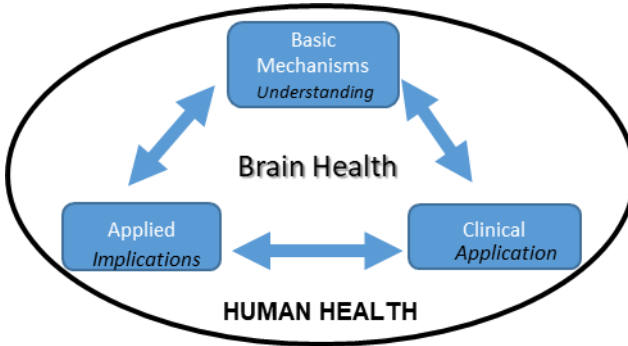 Basic
Mechanisms
Understanding
Brain Health
Applied
Implications
Clinical
Application
HUMAN HEALTH